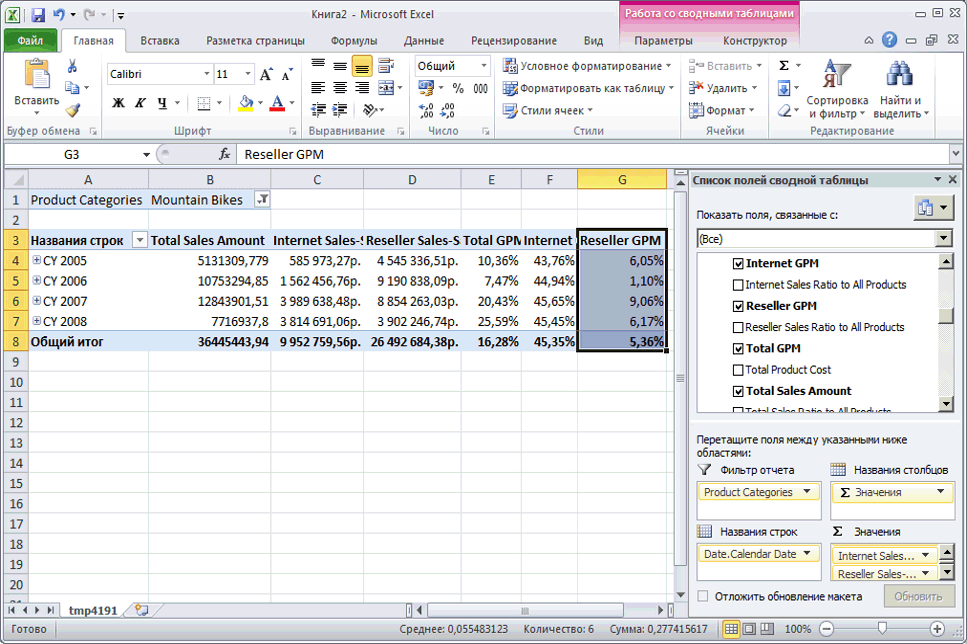 Книга2 - Microsoft Excel
Работа со сводными таблицами
Файл Главная Вставка Разметка страницы Формулы Данные Рецензирование Вид Параметры Конструктор
Вставить
Calibri 11
Ж К Ч
Общий
% 000
Условное форматирование
Форматировать как таблицу
Стили ячеек
Вставить
Удалить
Формат
Σ
Сортировка и фильтр
Найти и выделить
Буфер обмена Шрифт Выравнивание Число Стили Ячейки Редактирование
G3 fx Reseller GPM
A B C D E F G
1 Product Categories Mountain Bikes
2
3 Названия строк Total Sales Amount Internet Sales-S Reseller Sales-S Total GPM Internet Reseller GPM
4 CY 2005 5131309,779 585 973,27р. 4 545 336,51р. 10,36% 43,76% 6,05%
5 CY 2006 10753294,85 1 562 456,76р. 9 190 838,09р. 7,47% 44,94% 1,10%
6 CY 2007 12843901,51 3 989 638,48р. 8 854 263,03р. 20,43% 45,65% 9,06%
7 CY 2008 7716937,8 3 814 691,06р. 3 902 246,74р. 25,59% 45,45% 6,17%
8 Общий итог 36445443,94 9 952 759,56р. 26 492 684,38р. 16,28% 45,35% 5,36%
9
10
11
12
13
14
15
16
17
18
19
20
Список полей сводной таблицы
Показать поля, связанные с:
(Все)
Internet GPM
Internet Sales Ratio to All Products
Reseller GPM
Reseller Sales Ratio to All Products
Total GPM
Total Product Cost
Total Sales Amount
Total Sales Ratio to All Products
Перетащите поля между указанными ниже
областями:
Фильтр отчета Названия столбцов
Product Categories Σ Значения
Названия строк Σ Значения
Date.Calendar Date Internet Sales...
Reseller Sales-...
Отложить обновление макета Обновить
tmp4191
Готово Среднее: 0,055483123 Количество: 6 Сумма: 0,277415617 100%